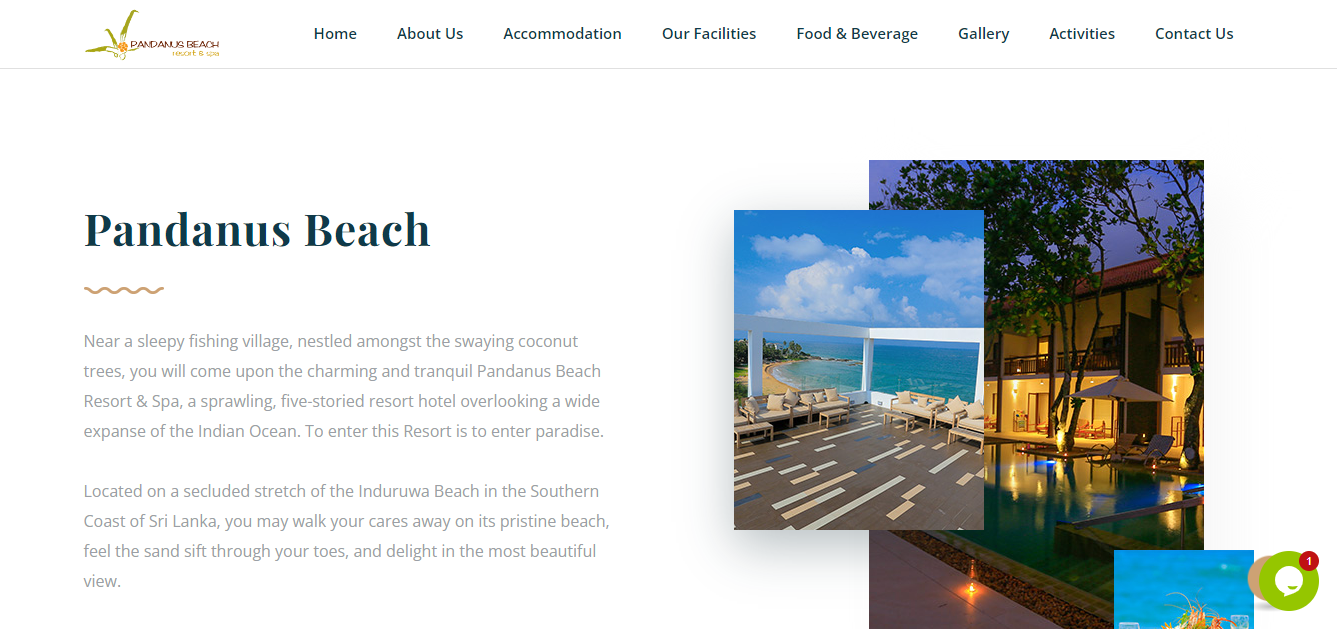 PANDANUS BEACH
resort & spa
Home About Us Accommodation Our Facilities Food & Beverage Gallery Activities Contact Us
Pandanus Beach
Near a sleepy fishing village, nestled amongst the swaying coconut
trees, you will come upon the charming and tranquil Pandanus Beach
Resort & Spa, a sprawling, five-storied resort hotel overlooking a wide
expanse of the Indian Ocean. To enter this Resort is to enter paradise.
Located on a secluded stretch of the Induruwa Beach in the Southern
Coast of Sri Lanka, you may walk your cares away on its pristine beach,
feel the sand sift through your toes, and delight in the most beautiful
view.
1